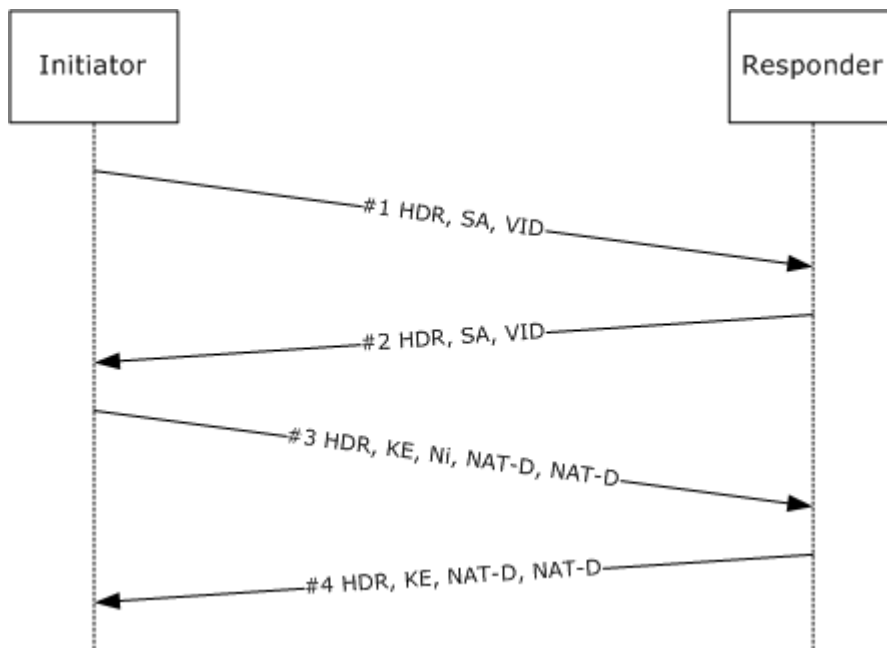 Initiator
Responder
#1 HDR, SA, VID
#2 HDR, SA, VID
#3 HDR, KE, Ni, NAT-D, NAT-D
#4 HDR, KE, NAT-D, NAT-D